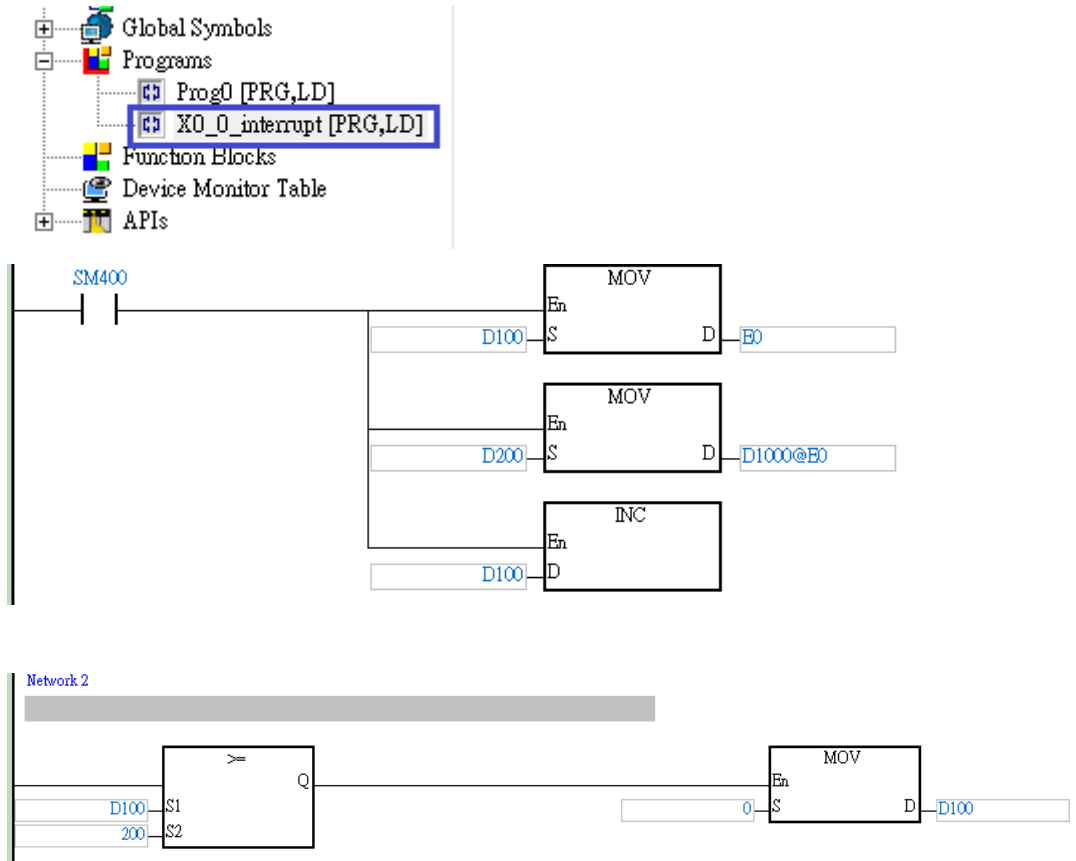 Global Symbols
Programs
Prog0 [PRG,LD]
X0_0_interrupt [PRG,LD]
Function Blocks
Device Monitor Table
APIs
SM400
MOV
En
D100 S D E0
MOV
En
D200 S D D1000@E0
INC
En
D100 D
Network 2
>= MOV
Q En
D100 S1 0 S D D100
200 S2